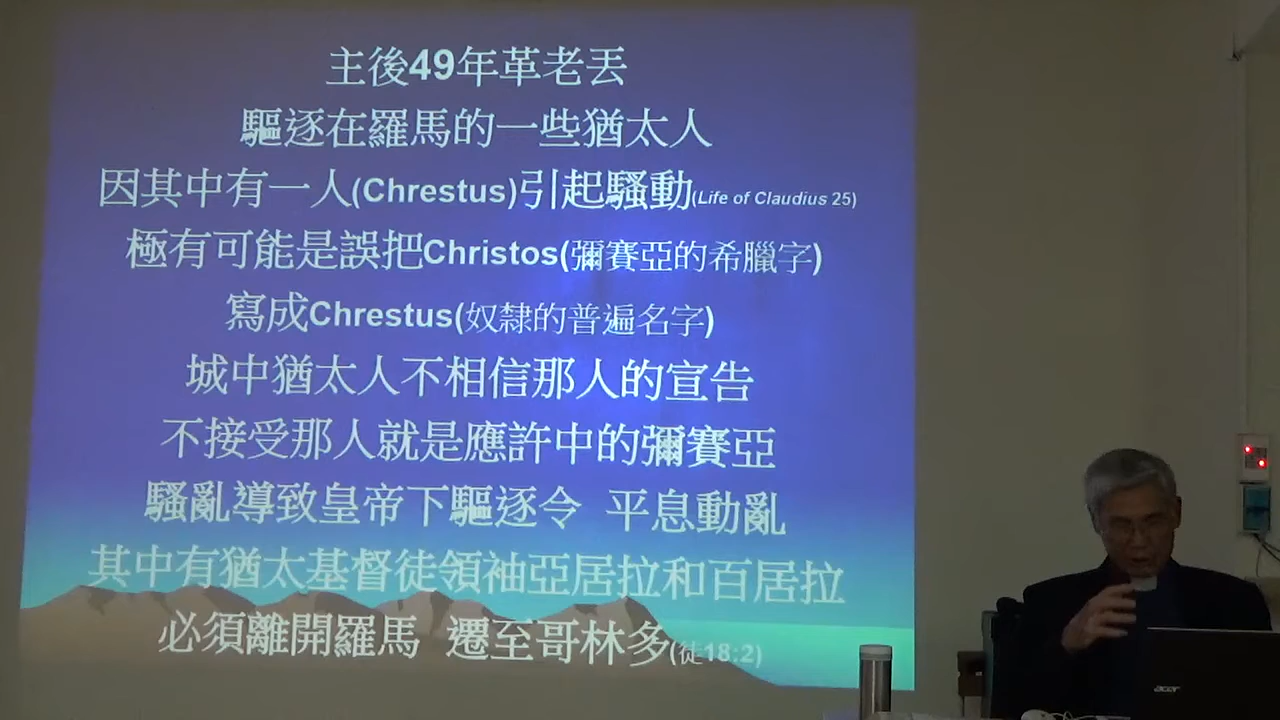 主後49年革老丟
驅逐在羅馬的一些猶太人
因其中有一人(Chrestus)引起騷動(Life of Claudius 25)
極有可能是誤把Christos(彌賽亞的希臘字)
寫成Chrestus(奴隸的普遍名字)
城中猶太人不相信那人的宣告
不接受那人就是應許中的彌賽亞
騷亂導致皇帝下驅逐令 平息動亂
其中有猶太基督徒領袖亞居拉和百居拉
必須離開羅馬 遷至哥林多(徒18:2)
acer